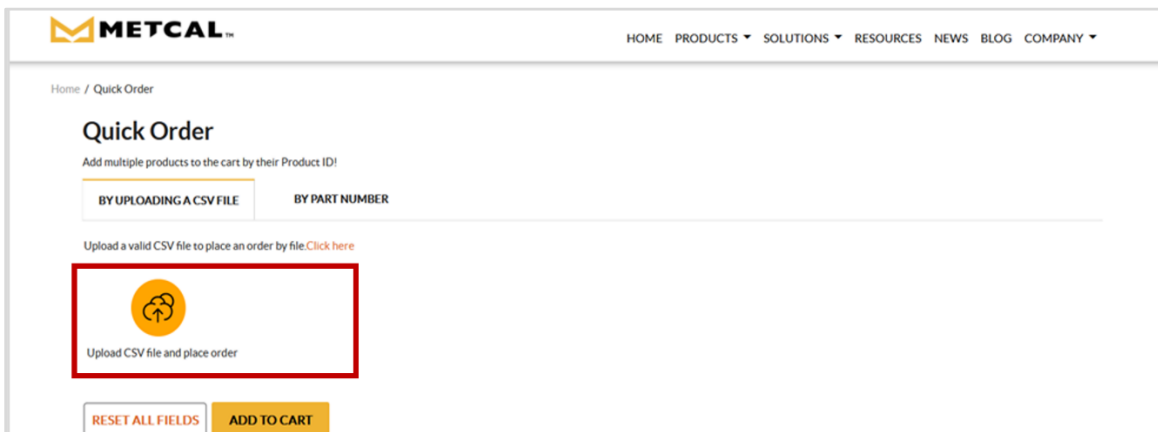 METCAL™
HOME PRODUCTS SOLUTIONS RESOURCES NEWS BLOG COMPANY
Home / Quick Order
Quick Order
Add multiple products to the cart by their Product ID!
BY UPLOADING A CSV FILE BY PART NUMBER
Upload a valid CSV file to place an order by file.Click here
Upload CSV file and place order
RESET ALL FIELDS ADD TO CART